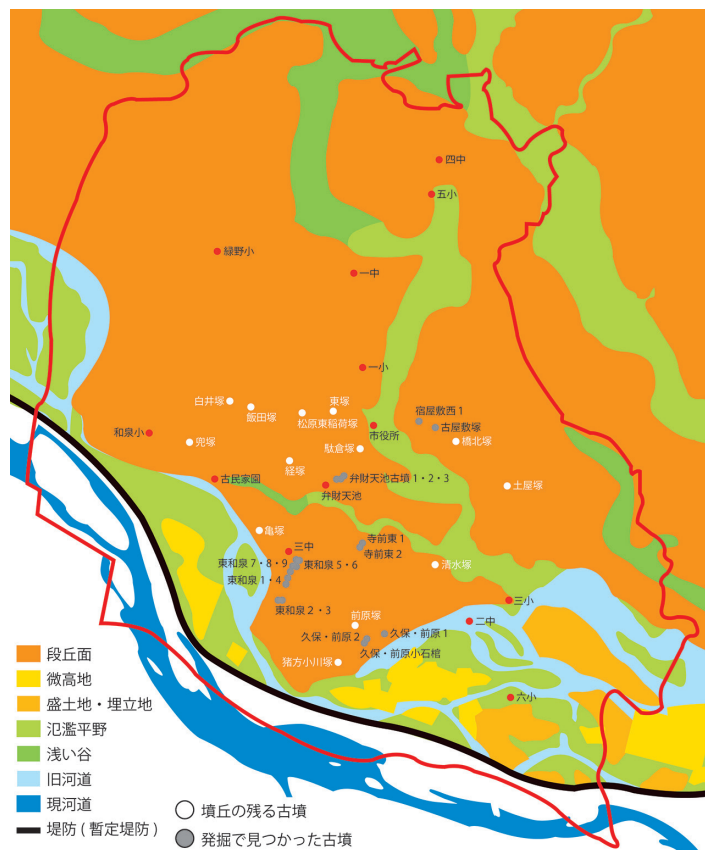 四中
五小
緑野小
一中
一小
白井塚
東塚
飯田塚
松原東稲荷塚
宿屋敷西1
古屋敷塚
和泉小
市役所
兜塚
駄倉塚
橋北塚
経塚
古民家園
弁財天池古墳1・2・3
弁財天池
土屋塚
亀塚
寺前東1
三中
寺前東2
東和泉7・8・9
東和泉5・6
清水塚
東和泉1・4
三小
東和泉2・3
前原塚
二中
久保・前原2
久保・前原1
久保・前原小石棺
猪方小川塚
六小
段丘面
微高地
盛土地・埋立地
氾濫平野
浅い谷
旧河道
現河道
堤防(暫定堤防)
墳丘の残る古墳
発掘で見つかった古墳